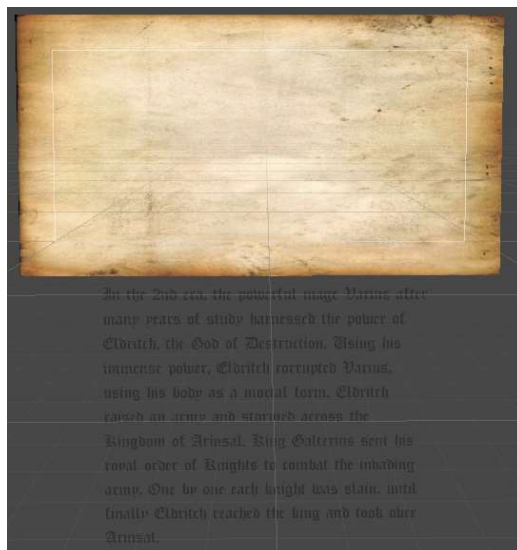 In the 2nd era, the powerful mage Varius after
many years of study harnessed the power of
Eldritch, the God of Destruction. Using his
immense power, Eldritch corrupted Varius,
using his body as a mortal form. Eldritch
raised an army and stormed across the
Kingdom of Arinsal. King Galterius sent his
royal order of Knights to combat the invading
army. One by one each knight was slain, until
finally Eldritch reached the king and took over
Arinsal.